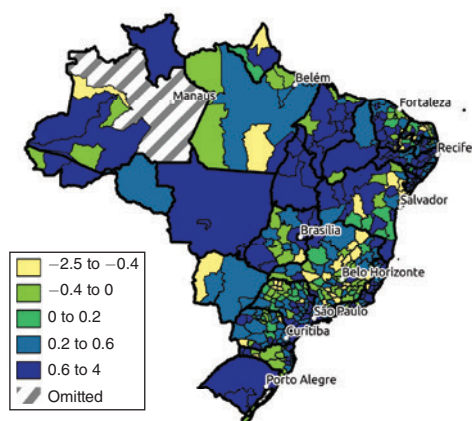 Belém
Manaus
Fortaleza
Recife
Salvador
Brasília
Belo Horizonte
São Paulo
Curitiba
Porto Alegre
−2.5 to −0.4
−0.4 to 0
0 to 0.2
0.2 to 0.6
0.6 to 4
Omitted